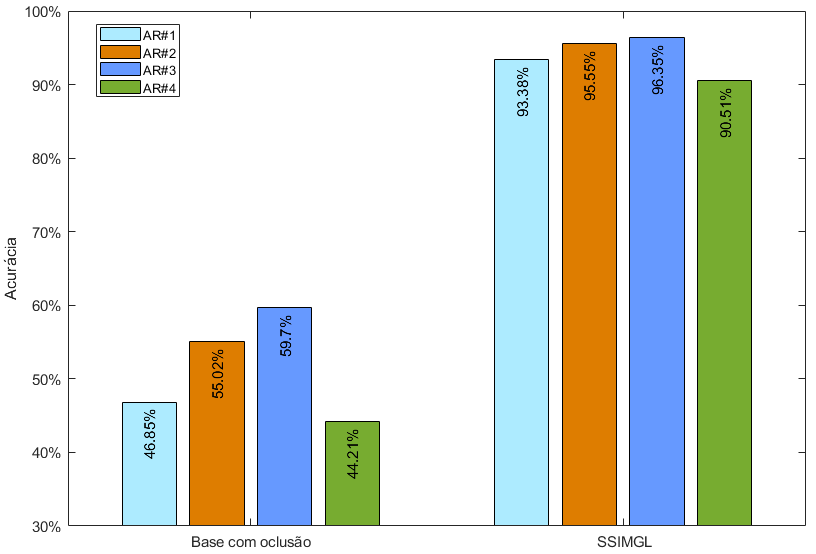 100%
90%
80%
70%
60%
50%
40%
30%
Acurácia
AR#1
AR#2
AR#3
AR#4
46.85%
55.02%
59.7%
44.21%
93.38%
95.55%
96.35%
90.51%
Base com oclusão
SSIMGL